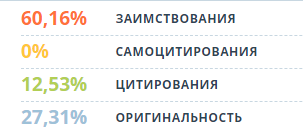 60,16% ЗАИМСТВОВАНИЯ
0% САМОЦИТИРОВАНИЯ
12,53% ЦИТИРОВАНИЯ
27,31% ОРИГИНАЛЬНОСТЬ